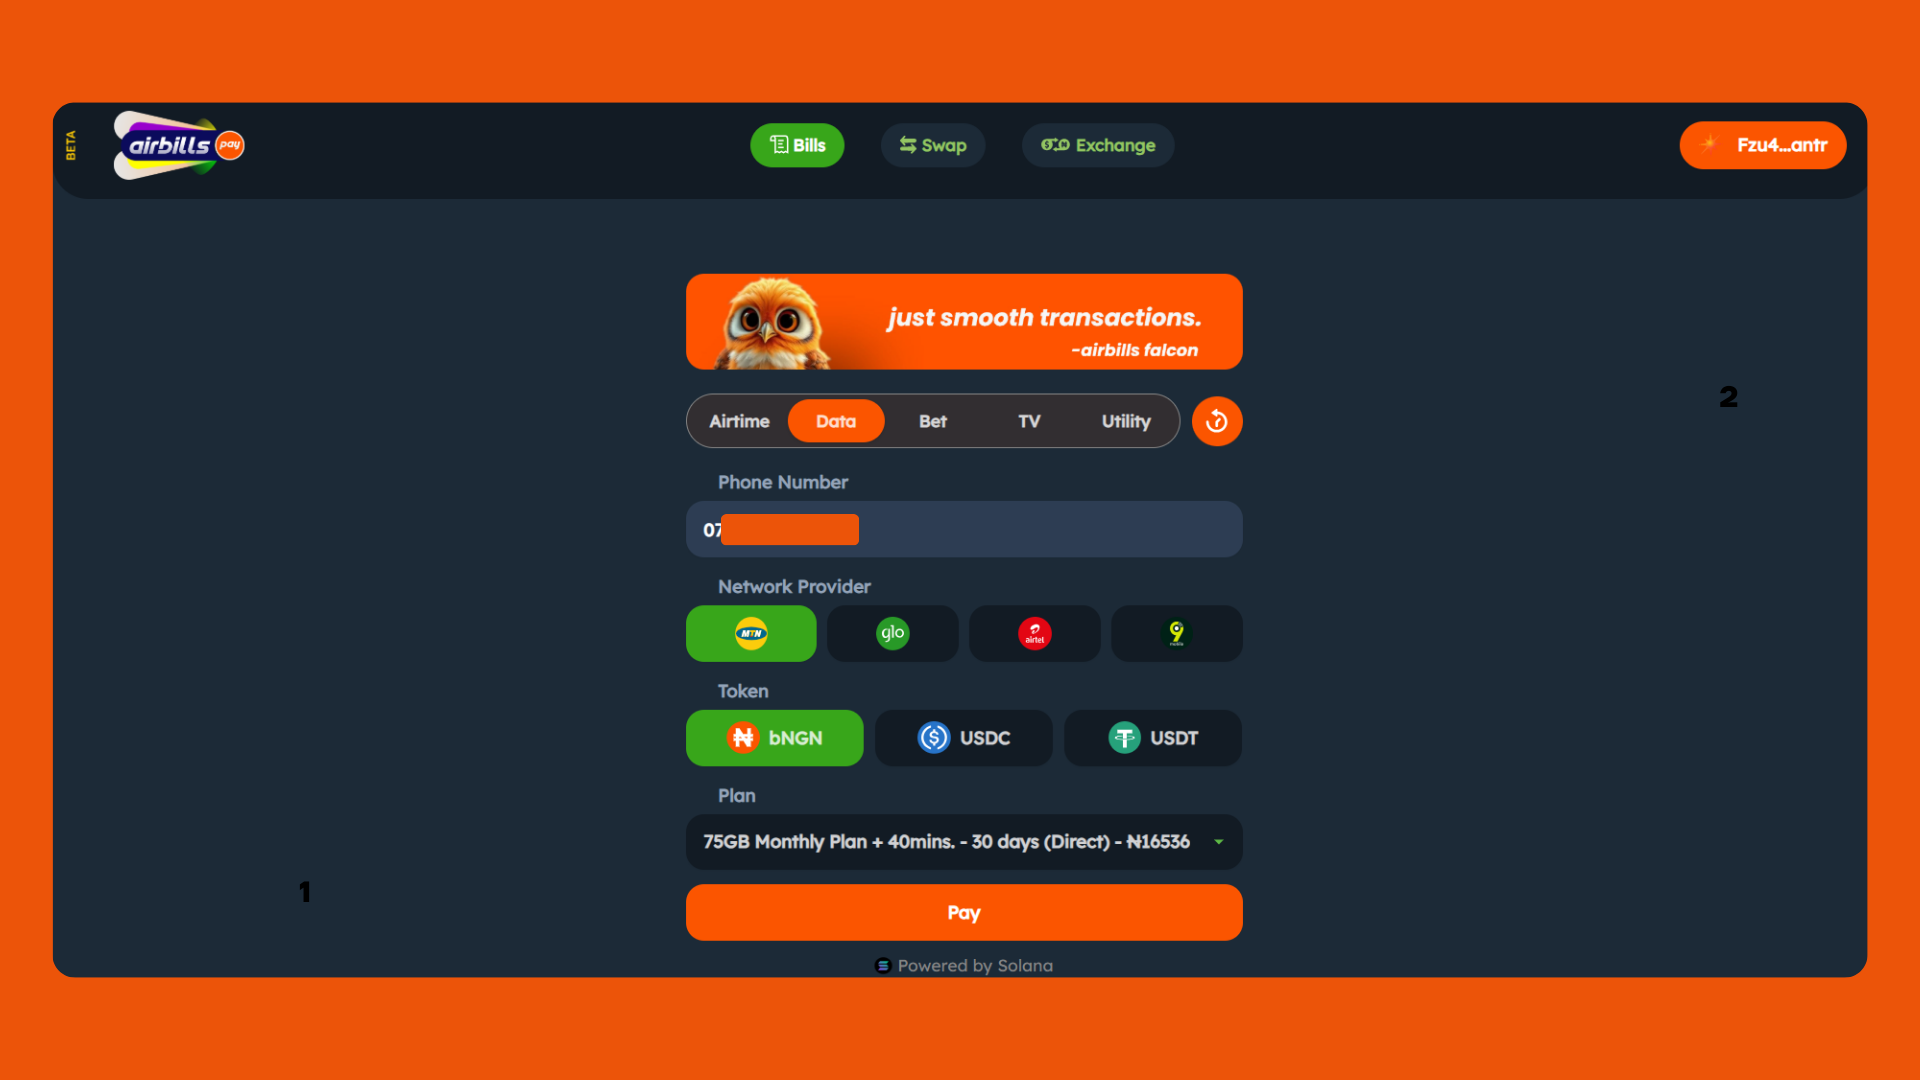 BETA
airbills pay
Bills
Swap
Exchange
Fzu4...antr
just smooth transactions.
-airbills falcon
Airtime
Data
Bet
TV
Utility
2
Phone Number
07
Network Provider
MTN
glo
airtel
9
Token
bNGN
USDC
USDT
Plan
75GB Monthly Plan + 40mins. - 30 days (Direct) - ₦16536
1
Pay
Powered by Solana